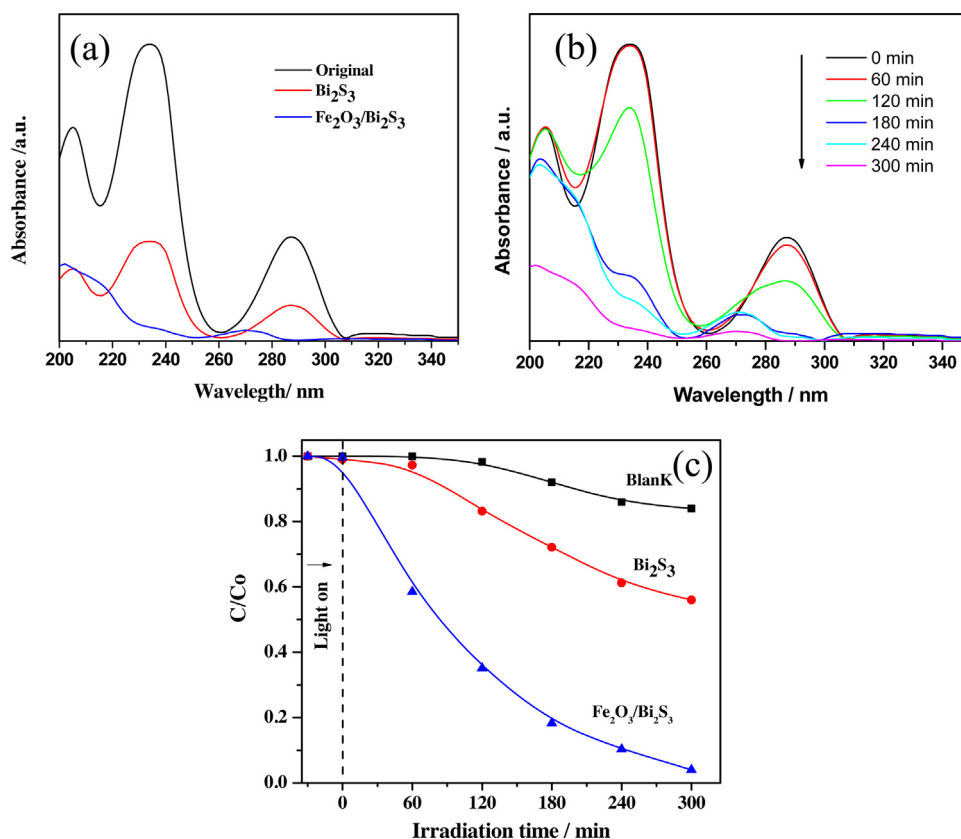 (a)
Original
Bi2S3
Fe2O3/Bi2S3
Absorbance /a.u.
200 220 240 260 280 300 320 340
Wavelegth/ nm
(b)
0 min
60 min
120 min
180 min
240 min
300 min
Absorbance / a.u.
200 220 240 260 280 300 320 340
Wavelength / nm
(c)
BlanK
Bi2S3
Fe2O3/Bi2S3
Light on
C/Co
1.0
0.8
0.6
0.4
0.2
0.0
0 60 120 180 240 300
Irradiation time / min